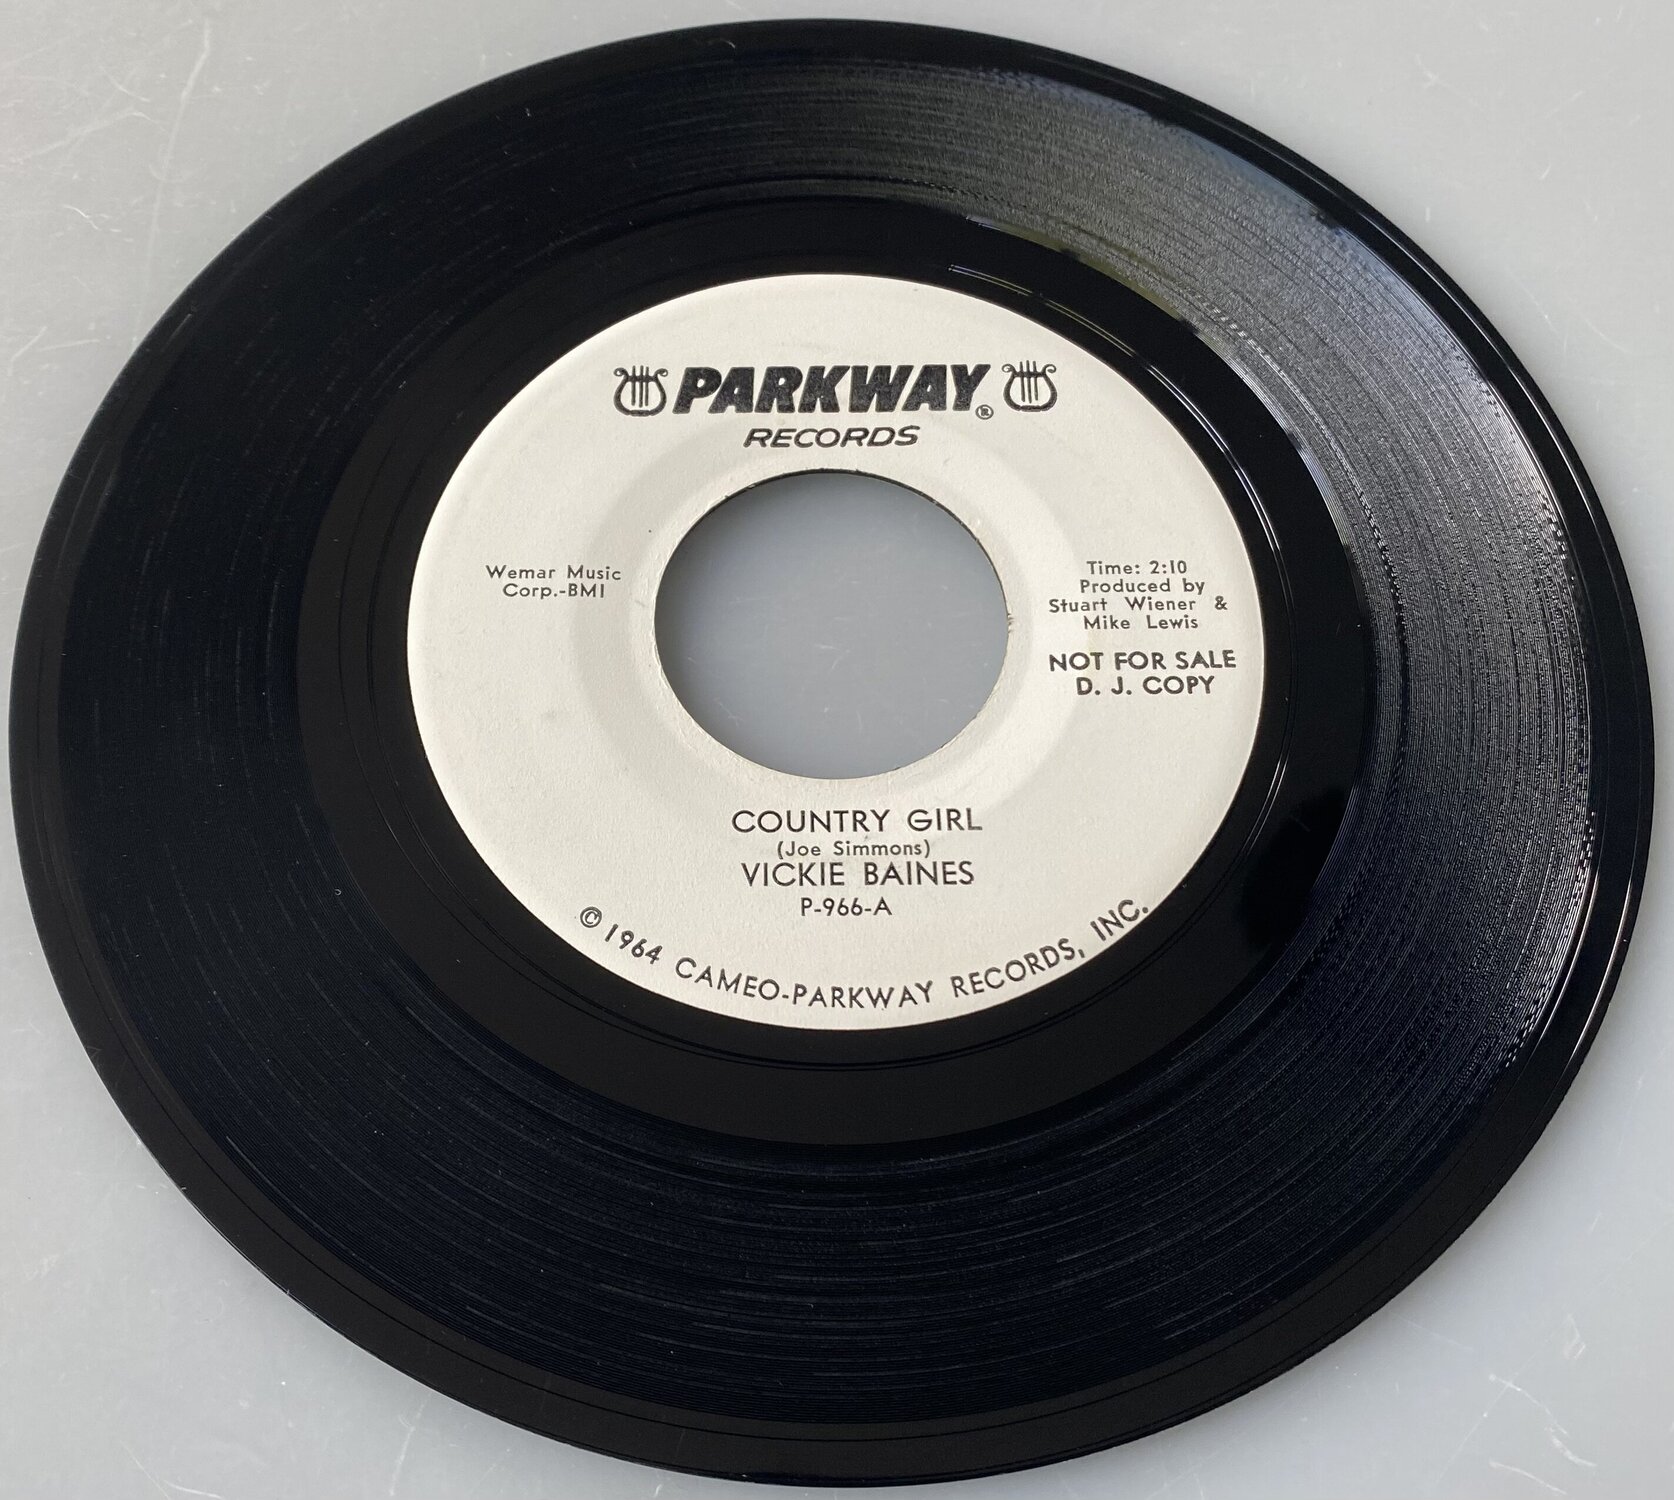 PARKWAY®
RECORDS
Wemar Music
Corp.-BMI
Time: 2:10
Produced by
Stuart Wiener &
Mike Lewis
NOT FOR SALE
D. J. COPY
COUNTRY GIRL
(Joe Simmons)
VICKIE BAINES
P-966-A
© 1964 CAMEO-PARKWAY RECORDS, INC.